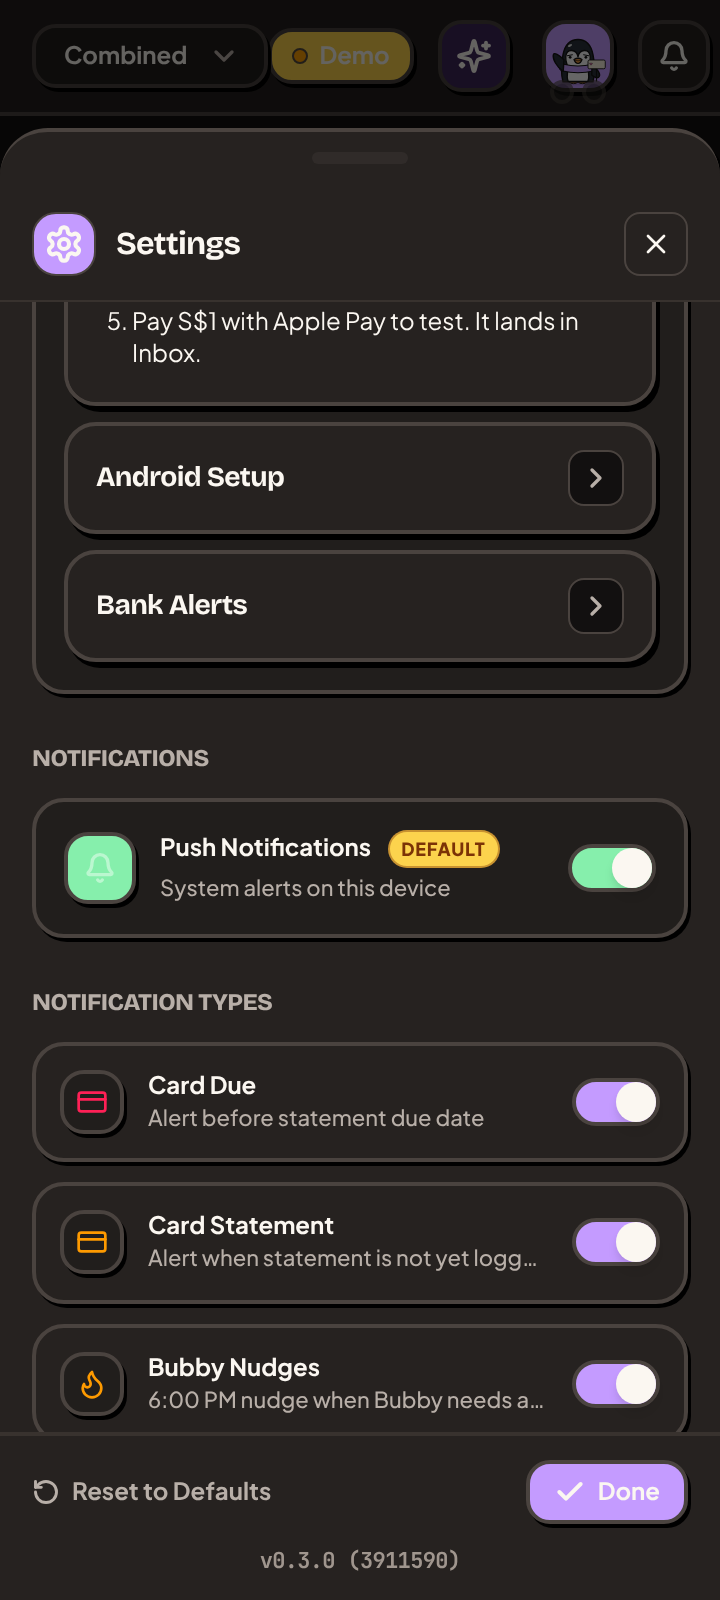 Combined
Demo
Settings
5. Pay S$1 with Apple Pay to test. It lands in
Inbox.
Android Setup
Bank Alerts
NOTIFICATIONS
Push Notifications DEFAULT
System alerts on this device
NOTIFICATION TYPES
Card Due
Alert before statement due date
Card Statement
Alert when statement is not yet logg...
Bubby Nudges
6:00 PM nudge when Bubby needs a...
Reset to Defaults
Done
v0.3.0 (3911590)